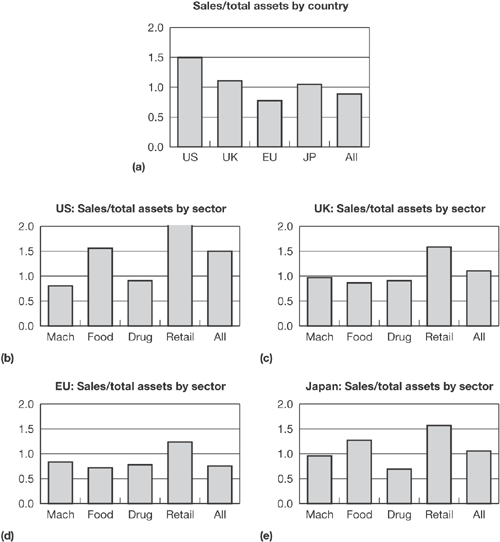 Sales/total assets by country
2.0
1.5
1.0
0.5
0.0
US UK EU JP All
(a)
US: Sales/total assets by sector
2.0
1.5
1.0
0.5
0.0
Mach Food Drug Retail All
(b)
UK: Sales/total assets by sector
2.0
1.5
1.0
0.5
0.0
Mach Food Drug Retail All
(c)
EU: Sales/total assets by sector
2.0
1.5
1.0
0.5
0.0
Mach Food Drug Retail All
(d)
Japan: Sales/total assets by sector
2.0
1.5
1.0
0.5
0.0
Mach Food Drug Retail All
(e)